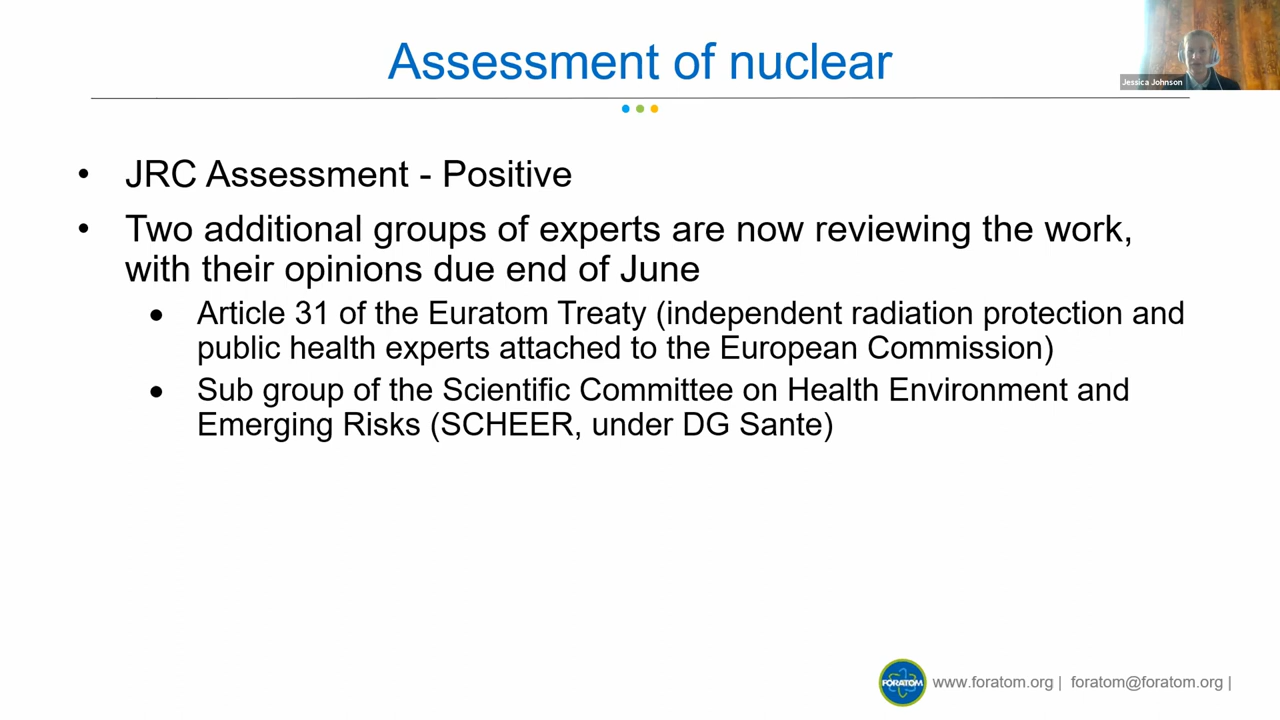 Assessment of nuclear
Jessica Johnson
• JRC Assessment - Positive
• Two additional groups of experts are now reviewing the work,
with their opinions due end of June
• Article 31 of the Euratom Treaty (independent radiation protection and
public health experts attached to the European Commission)
• Sub group of the Scientific Committee on Health Environment and
Emerging Risks (SCHEER, under DG Sante)
FORATOM
www.foratom.org | foratom@foratom.org |